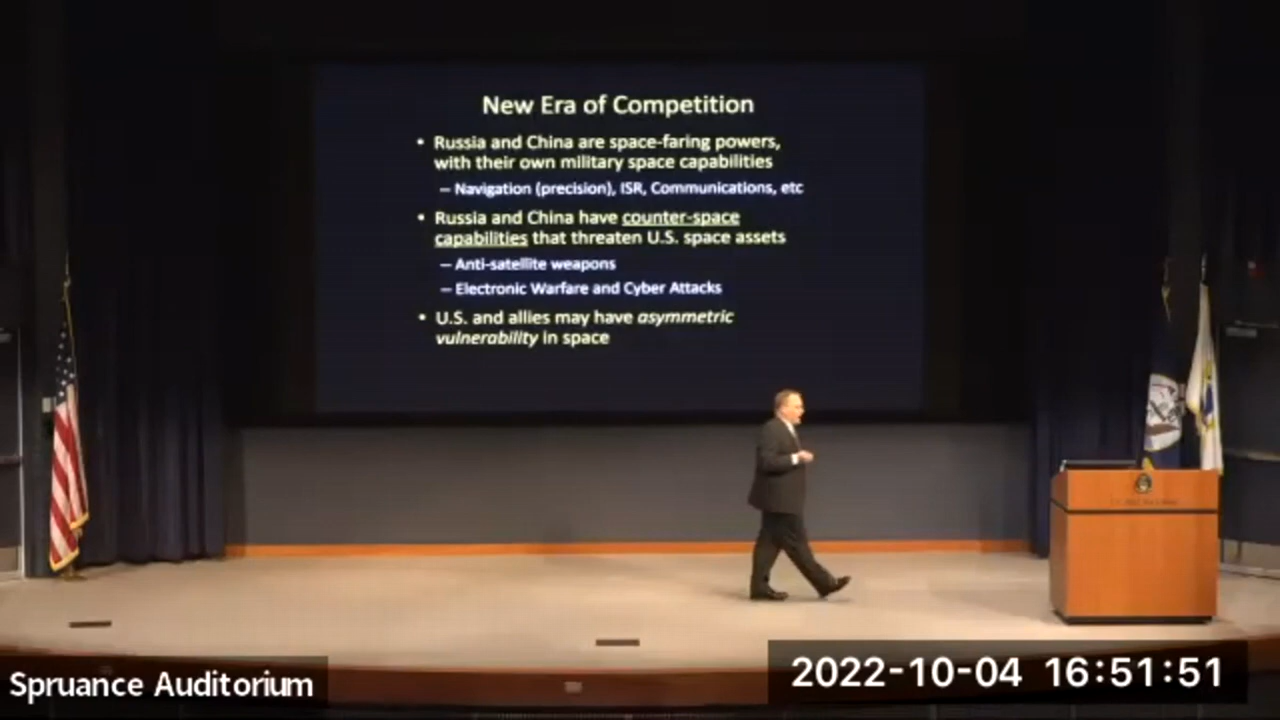 New Era of Competition
• Russia and China are space-faring powers,
with their own military space capabilities
– Navigation (precision), ISR, Communications, etc
• Russia and China have counter-space
capabilities that threaten U.S. space assets
– Anti-satellite weapons
– Electronic Warfare and Cyber Attacks
• U.S. and allies may have asymmetric
vulnerability in space
Spruance Auditorium
2022-10-04 16:51:51